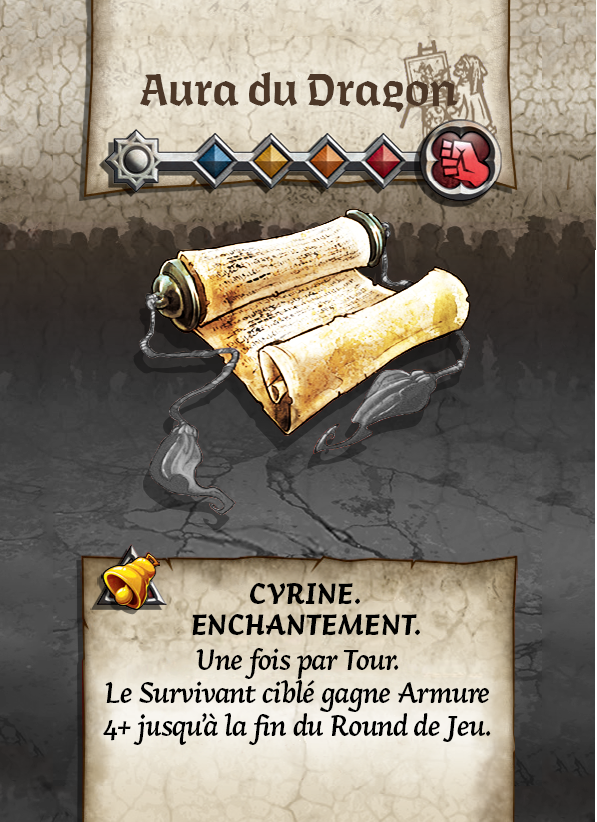 Aura du Dragon
CYRINE.
ENCHANTEMENT.
Une fois par Tour.
Le Survivant ciblé gagne Armure
4+ jusqu'à la fin du Round de Jeu.